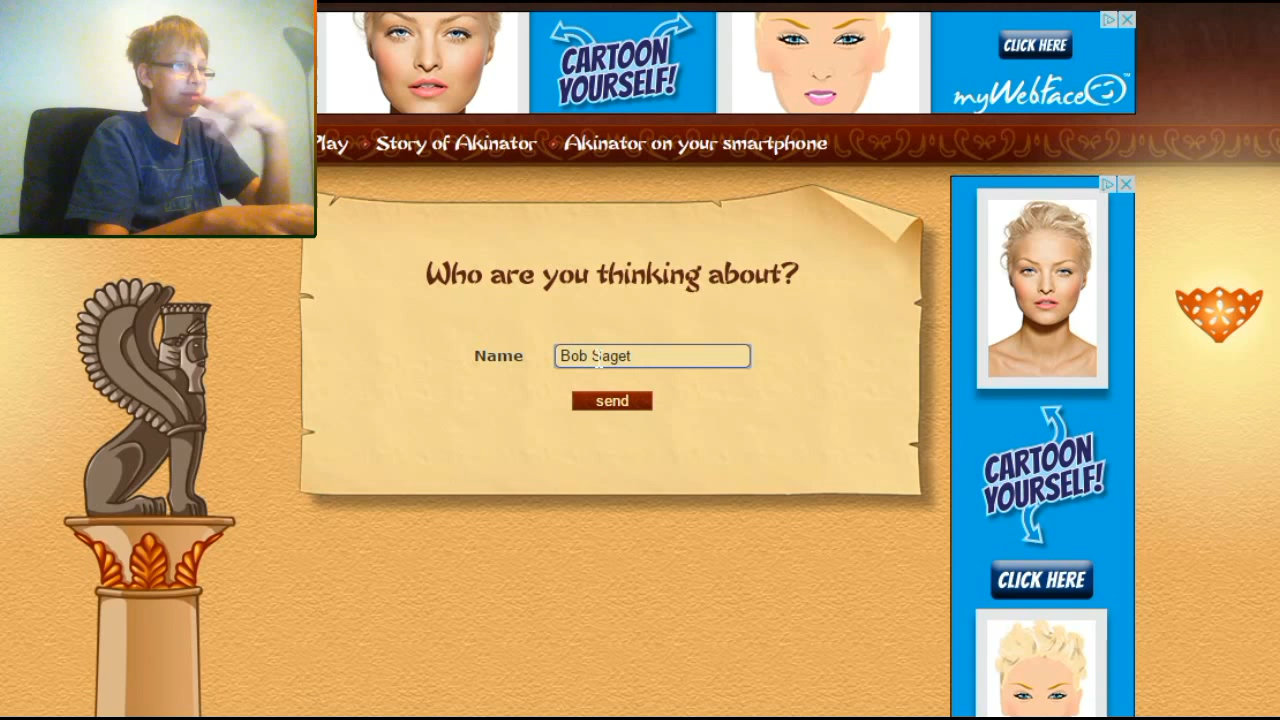 CARTOON
YOURSELF!
CLICK HERE
myWebFace™
Play • Story of Akinator • Akinator on your smartphone
Who are you thinking about?
Name Bob Saget
send
CARTOON
YOURSELF!
CLICK HERE